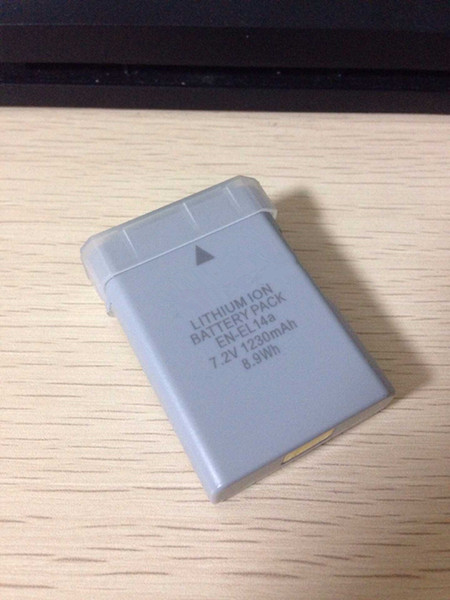 LITHIUM ION
BATTERY PACK
EN-EL14a
7.2V 1230mAh
8.9Wh